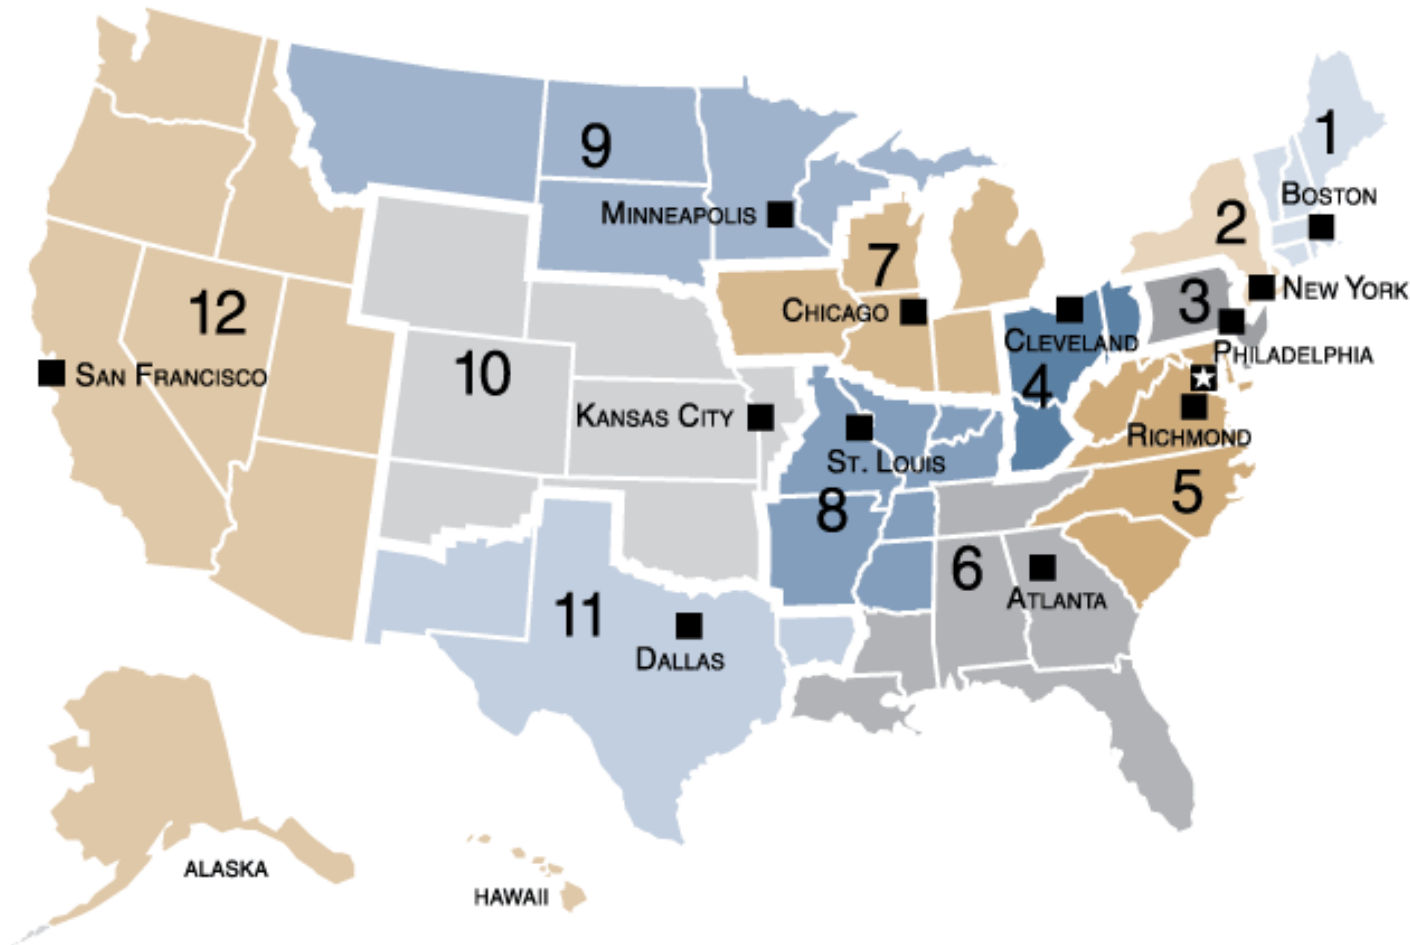 1
9
BOSTON
MINNEAPOLIS
2
7
NEW YORK
12
3
CHICAGO
CLEVELAND
PHILADELPHIA
SAN FRANCISCO
10
4
KANSAS CITY
RICHMOND
ST. LOUIS
5
8
6
ATLANTA
11
DALLAS
ALASKA
HAWAII